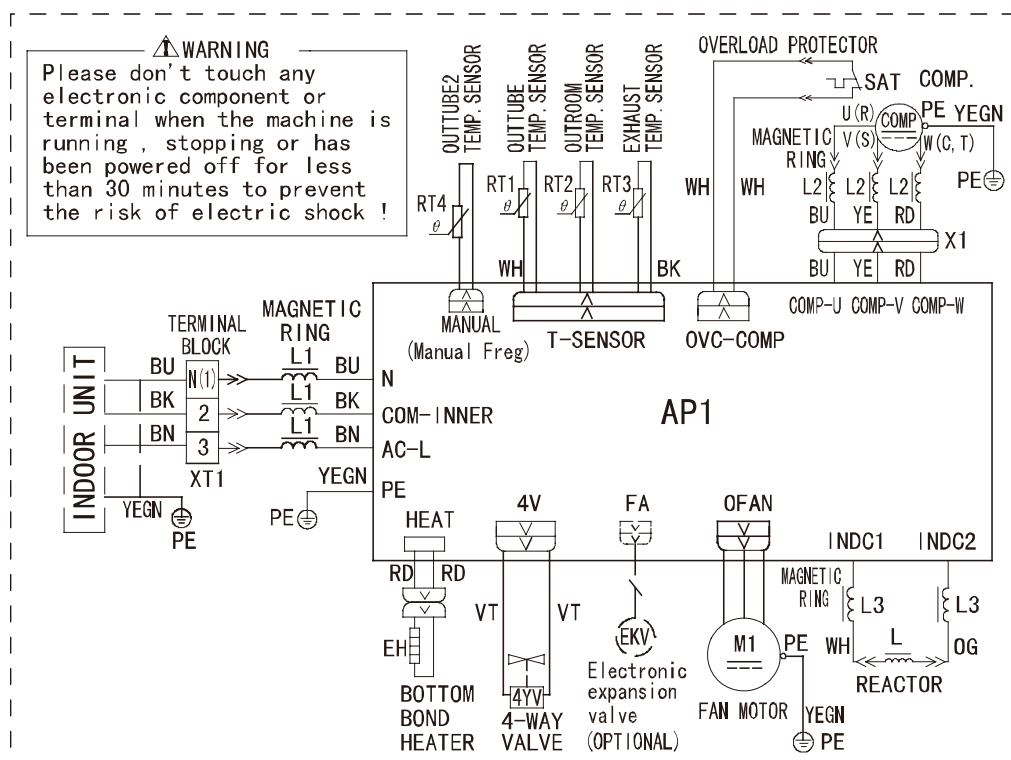 WARNING
Please don't touch any
electronic component or
terminal when the machine is
running , stopping or has
been powered off for less
than 30 minutes to prevent
the risk of electric shock !
OUTTUBE2
TEMP. SENSOR
OUTTUBE
TEMP. SENSOR
OUTROOM
TEMP. SENSOR
EXHAUST
TEMP. SENSOR
RT4
θ
RT1
θ
RT2
θ
RT3
θ
WH
BK
OVERLOAD PROTECTOR
SAT
COMP.
WH
WH
U(R)
COMP
PE
YEGN
MAGNETIC
RING
V(S)
W(C, T)
PE
L2
L2
L2
BU
YE
RD
X1
BU
YE
RD
COMP-U
COMP-V
COMP-W
MANUAL
(Manual Freg)
T-SENSOR
OVC-COMP
AP1
INDOOR UNIT
TERMINAL
BLOCK
MAGNETIC
RING
BU
N(1)
L1
BU
N
BK
2
L1
BK
COM-INNER
BN
3
L1
BN
AC-L
XT1
YEGN
PE
YEGN
PE
PE
HEAT
4V
FA
OFAN
INDC1
INDC2
RD
RD
VT
VT
EH
BOTTOM
BOND
HEATER
4YV
4-WAY
VALVE
EKV
Electronic
expansion
valve
(OPTIONAL)
M1
PE
FAN MOTOR
YEGN
PE
MAGNETIC
RING
L3
L3
WH
L
OG
REACTOR